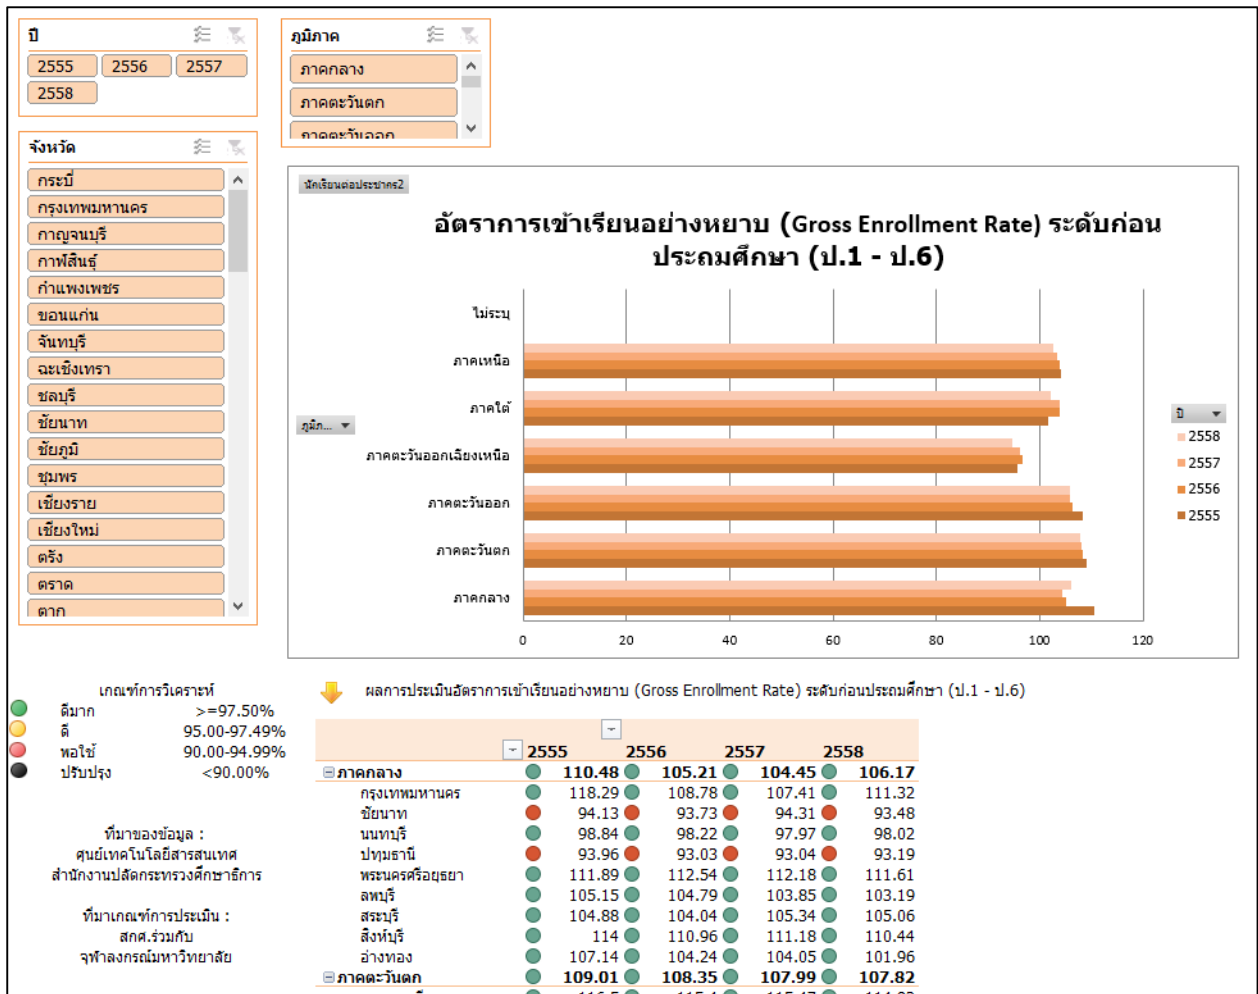 ปี
2555 2556 2557
2558
ภูมิภาค
ภาคกลาง
ภาคตะวันตก
ภาคตะวันออก
จังหวัด
กระบี่
กรุงเทพมหานคร
กาญจนบุรี
กาฬสินธุ์
กำแพงเพชร
ขอนแก่น
จันทบุรี
ฉะเชิงเทรา
ชลบุรี
ชัยนาท
ชัยภูมิ
ชุมพร
เชียงราย
เชียงใหม่
ตรัง
ตราด
ตาก
นักเรียนต่อประชากร2
อัตราการเข้าเรียนอย่างหยาบ (Gross Enrollment Rate) ระดับก่อน
ประถมศึกษา (ป.1 - ป.6)
ไม่ระบุ
ภาคเหนือ
ภาคใต้
ภาคตะวันออกเฉียงเหนือ
ภาคตะวันออก
ภาคตะวันตก
ภาคกลาง
0 20 40 60 80 100 120
ภูมิภ...
ปี
2558
2557
2556
2555
เกณฑ์การวิเคราะห์
ดีมาก >=97.50%
ดี 95.00-97.49%
พอใช้ 90.00-94.99%
ปรับปรุง <90.00%
ที่มาของข้อมูล :
ศูนย์เทคโนโลยีสารสนเทศ
สำนักงานปลัดกระทรวงศึกษาธิการ
ที่มาเกณฑ์การประเมิน :
สกศ.ร่วมกับ
จุฬาลงกรณ์มหาวิทยาลัย
ผลการประเมินอัตราการเข้าเรียนอย่างหยาบ (Gross Enrollment Rate) ระดับก่อนประถมศึกษา (ป.1 - ป.6)
2555 2556 2557 2558
ภาคกลาง 110.48 105.21 104.45 106.17
กรุงเทพมหานคร 118.29 108.78 107.41 111.32
ชัยนาท 94.13 93.73 94.31 93.48
นนทบุรี 98.84 98.22 97.97 98.02
ปทุมธานี 93.96 93.03 93.04 93.19
พระนครศรีอยุธยา 111.89 112.54 112.18 111.61
ลพบุรี 105.15 104.79 103.85 103.19
สระบุรี 104.88 104.04 105.34 105.06
สิงห์บุรี 114 110.96 111.18 110.44
อ่างทอง 107.14 104.24 104.05 101.96
ภาคตะวันตก 109.01 108.35 107.99 107.82